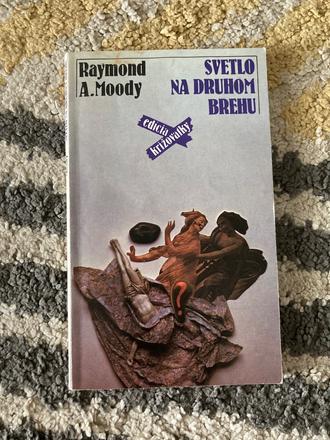 Raymond
A.Moody
SVETLO
NA DRUHOM
BREHU
edícia
križovatky